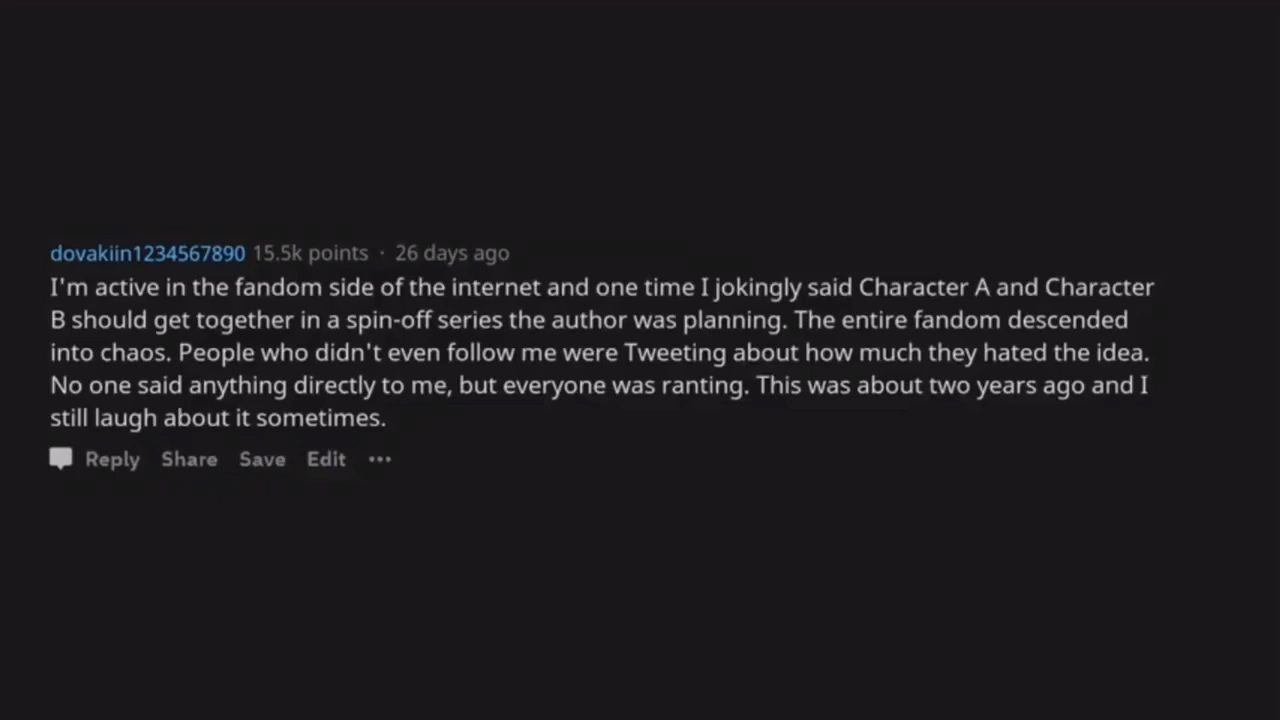 dovakiin1234567890 15.5k points · 26 days ago
I'm active in the fandom side of the internet and one time I jokingly said Character A and Character
B should get together in a spin-off series the author was planning. The entire fandom descended
into chaos. People who didn't even follow me were Tweeting about how much they hated the idea.
No one said anything directly to me, but everyone was ranting. This was about two years ago and I
still laugh about it sometimes.
Reply Share Save Edit •••